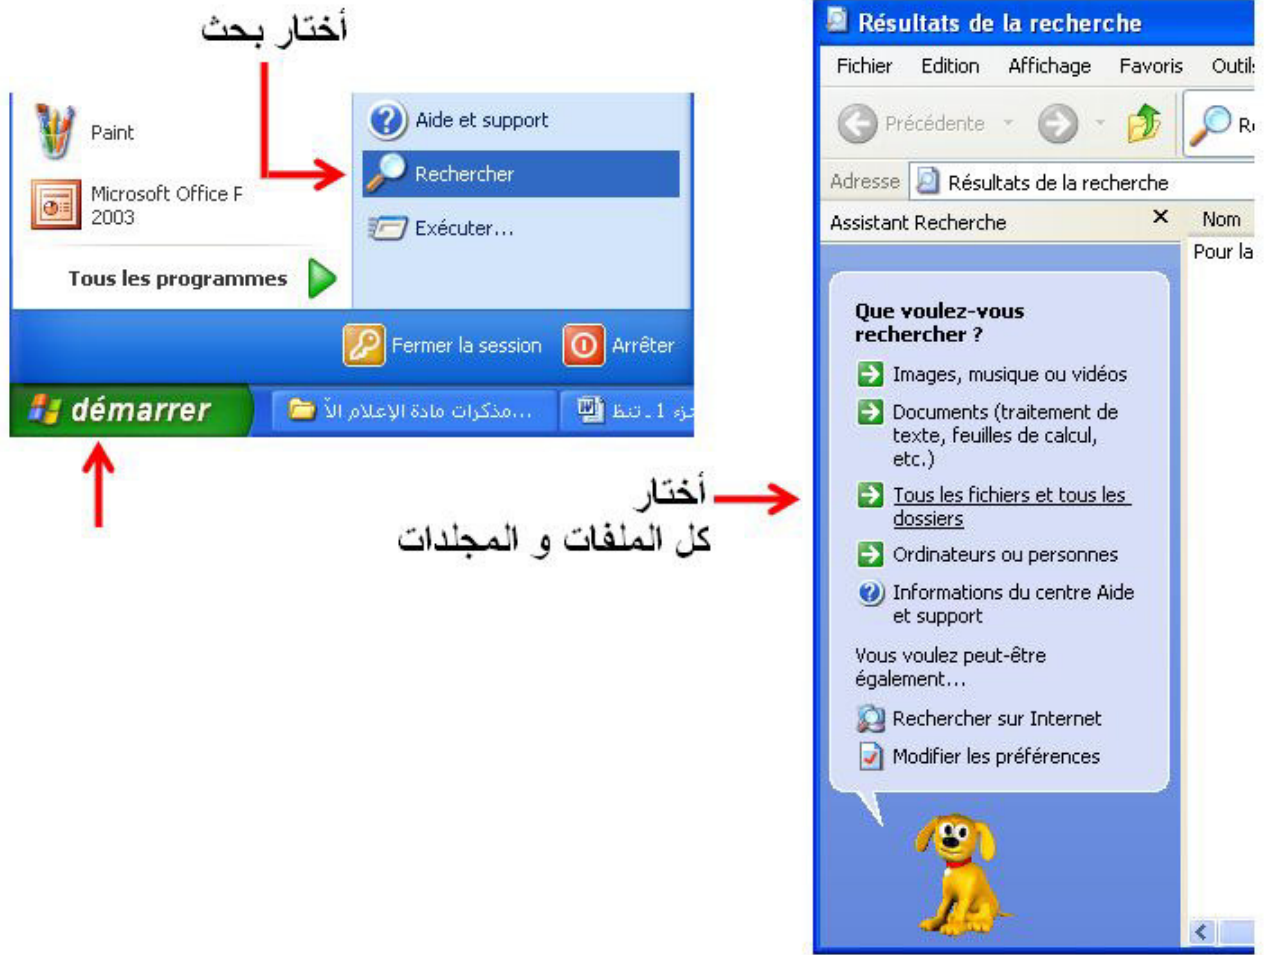 أختار بحث
Paint
Microsoft Office F
2003
Tous les programmes
Aide et support
Rechercher
Exécuter...
Fermer la session
Arrêter
démarrer
مذكرات مادة الإعلام الآ...
جزء 1 ـ تنظ
أختار
كل الملفات و المجلدات
Résultats de la recherche
Fichier Edition Affichage Favoris Outils
Précédente
Adresse Résultats de la recherche
Assistant Recherche
Nom
Pour la
Que voulez-vous
rechercher ?
Images, musique ou vidéos
Documents (traitement de
texte, feuilles de calcul,
etc.)
Tous les fichiers et tous les
dossiers
Ordinateurs ou personnes
Informations du centre Aide
et support
Vous voulez peut-être
également...
Rechercher sur Internet
Modifier les préférences